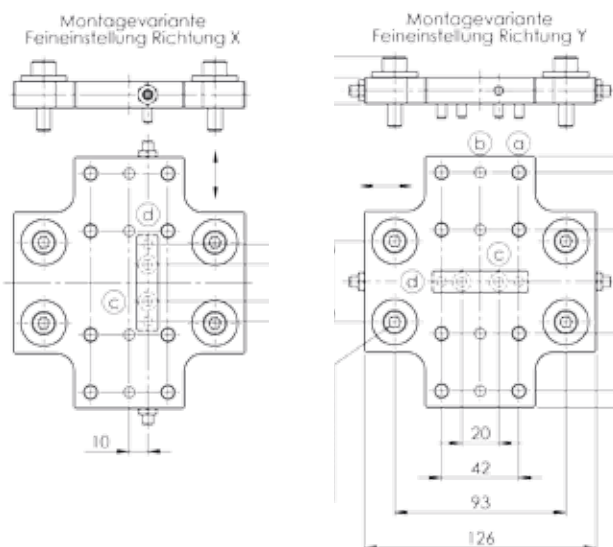 Montagevariante
Feineinstellung Richtung X
Montagevariante
Feineinstellung Richtung Y
b
a
d
c
c
d
10
20
42
93
126